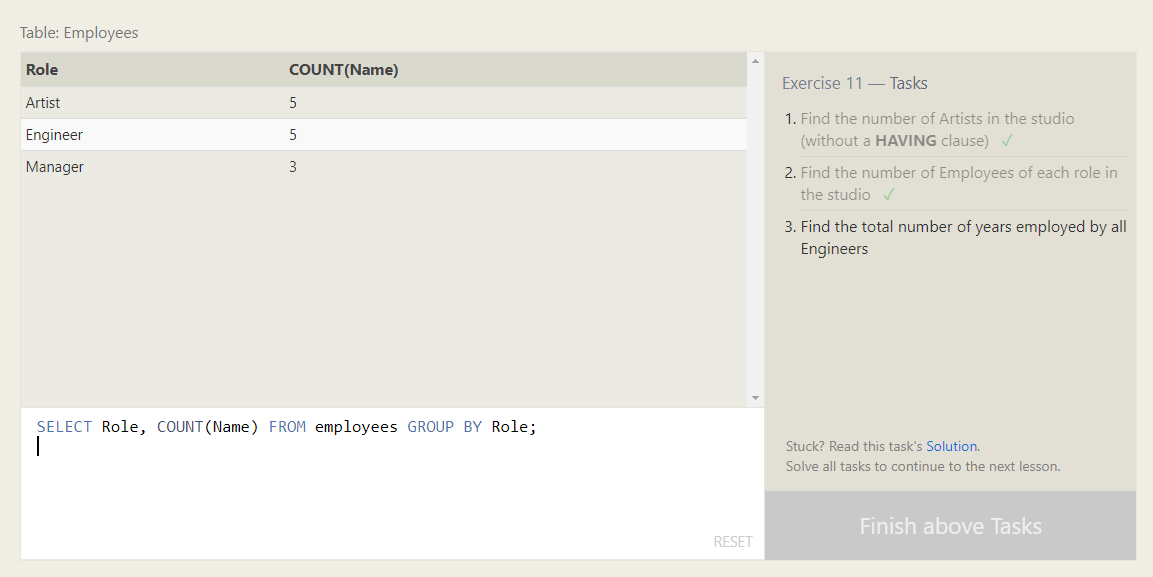 Table: Employees
Role COUNT(Name)
Artist 5
Engineer 5
Manager 3
SELECT Role, COUNT(Name) FROM employees GROUP BY Role;
RESET
Exercise 11 — Tasks
1. Find the number of Artists in the studio
(without a HAVING clause) ✓
2. Find the number of Employees of each role in
the studio ✓
3. Find the total number of years employed by all
Engineers
Stuck? Read this task's Solution.
Solve all tasks to continue to the next lesson.
Finish above Tasks